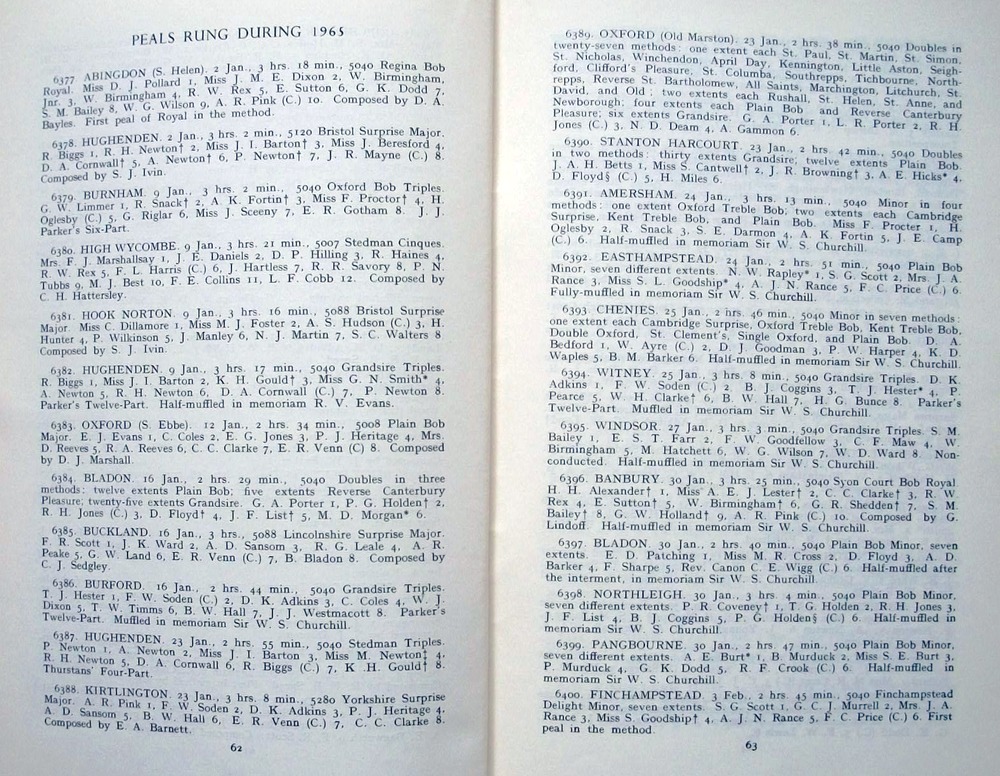 PEALS RUNG DURING 1965
6377 ABINGDON (S. Helen). 2 Jan., 3 hrs. 18 min., 5040 Regina Bob
Royal. Miss D. J. Pollard 1, Miss J. M. E. Dixon 2, W. Birmingham,
Jnr. 3, W. Birmingham 4, R. W. Rex 5, E. Sutton 6, G. K. Dodd 7,
S. M. Bailey 8, W. G. Wilson 9, A. R. Pink (C.) 10. Composed by D. A.
Bayles. First peal of Royal in the method.
6378. HUGHENDEN. 2 Jan., 3 hrs. 2 min., 5120 Bristol Surprise Major.
R. Biggs 1, R. H. Newton† 2, Miss J. I. Barton† 3, Miss J. Beresford 4,
D. A. Cornwall† 5, A. Newton† 6, P. Newton† 7, J. R. Mayne (C.) 8.
Composed by S. J. Ivin.
6379. BURNHAM. 9 Jan., 3 hrs. 2 min., 5040 Oxford Bob Triples.
G. W. Limmer 1, R. Snack† 2, A. K. Fortin† 3, Miss F. Proctor† 4, H.
Oglesby (C.) 5, G. Riglar 6, Miss J. Sceeny 7, E. R. Gotham 8. J. J.
Parker's Six-Part.
6380. HIGH WYCOMBE. 9 Jan., 3 hrs. 21 min., 5007 Stedman Cinques.
Mrs. F. J. Marshallsay 1, J. E. Daniels 2, D. P. Hilling 3, R. Haines 4,
R. W. Rex 5, F. L. Harris (C.) 6, J. Hartless 7, R. R. Savory 8, P. N.
Tubbs 9, M. J. Best 10, F. E. Collins 11, L. F. Cobb 12. Composed by
C. H. Hattersley.
6381. HOOK NORTON. 9 Jan., 3 hrs. 16 min., 5088 Bristol Surprise
Major. Miss C. Dillamore 1, Miss M. J. Foster 2, A. S. Hudson (C.) 3, H.
Hunter 4, P. Wilkinson 5, J. Manley 6, N. J. Martin 7, S. C. Walters 8
Composed by S. J. Ivin.
6382. HUGHENDEN. 9 Jan., 3 hrs. 17 min., 5040 Grandsire Triples.
R. Biggs 1, Miss J. I. Barton 2, K. H. Gould† 3, Miss G. N. Smith* 4,
A. Newton 5, R. H. Newton 6, D. A. Cornwall (C.) 7, P. Newton 8.
Parker's Twelve-Part. Half-muffled in memoriam R. V. Evans.
6383. OXFORD (S. Ebbe). 12 Jan., 2 hrs. 34 min., 5008 Plain Bob
Major. E. J. Evans 1, C. Coles 2, E. G. Jones 3, P. J. Heritage 4, Mrs.
D. Reeves 5, R. A. Reeves 6, C. C. Clarke 7, E. R. Venn (C) 8. Composed
by D. J. Marshall.
6384. BLADON. 16 Jan., 2 hrs. 29 min., 5040 Doubles in three
methods; twelve extents Plain Bob; five extents Reverse Canterbury
Pleasure; twenty-five extents Grandsire. G. A. Porter 1, P. G. Holden† 2,
R. H. Jones (C.) 3, D. Floyd† 4, J. F. List† 5, M. D. Morgan* 6.
6385. BUCKLAND. 16 Jan., 3 hrs., 5088 Lincolnshire Surprise Major.
F. R. Scott 1, J. K. Ward 2, A. D. Sansom 3, R. G. Leale 4, A. R.
Peake 5, G. W. Land 6, E. R. Venn (C.) 7, B. Bladon 8. Composed by
C. J. Sedgley.
6386. BURFORD. 16 Jan., 2 hrs. 44 min., 5040 Grandsire Triples.
T. J. Hester 1, F. W. Soden (C.) 2, D. K. Adkins 3, C. Coles 4, W. J.
Dixon 5, T. W. Timms 6, B. W. Hall 7, J. J. Westmacott 8. Parker's
Twelve-Part. Muffled in memoriam Sir W. S. Churchill.
6387. HUGHENDEN. 23 Jan., 2 hrs. 55 min., 5040 Stedman Triples.
P. Newton 1, A. Newton 2, Miss J. I. Barton 3, Miss M. Newton† 4,
R. H. Newton 5, D. A. Cornwall 6, R. Biggs (C.) 7, K. H. Gould† 8.
Thurstans' Four-Part.
6388. KIRTLINGTON. 23 Jan., 3 hrs. 8 min., 5280 Yorkshire Surprise
Major. A. R. Pink 1, F. W. Soden 2, D. K. Adkins 3, P. J. Heritage 4,
A. D. Sansom 5, B. W. Hall 6, E. R. Venn (C.) 7, C. C. Clarke 8.
Composed by E. A. Barnett.
62
6389. OXFORD (Old Marston). 23 Jan., 2 hrs. 38 min., 5040 Doubles in
twenty-seven methods: one extent each St. Paul, St. Martin, St. Simon,
St. Nicholas, Winchendon, April Day, Kennington, Little Aston, Seigh-
ford, Clifford's Pleasure, St. Columba, Southrepps, Tichbourne, North-
repps, Reverse St. Bartholomew, All Saints, Marchington, Litchurch, St.
David, and Old; two extents each Rushall, St. Helen, St. Anne, and
Newborough; four extents each Plain Bob and Reverse Canterbury
Pleasure; six extents Grandsire. G. A. Porter 1, L. R. Porter 2, R. H.
Jones (C.) 3, N. D. Deam 4, A. Gammon 6.
6390. STANTON HARCOURT. 23 Jan., 2 hrs. 42 min., 5040 Doubles
in two methods: thirty extents Grandsire; twelve extents Plain Bob.
J. A. H. Betts 1, Miss S. Cantwell† 2, J. R. Browning† 3, A. E. Hicks* 4,
D. Floyd§ (C.) 5, H. Miles 6.
6391. AMERSHAM. 24 Jan., 3 hrs. 13 min., 5040 Minor in four
methods: one extent Oxford Treble Bob, two extents each Cambridge
Surprise, Kent Treble Bob, and Plain Bob. Miss F. Procter 1, H.
Oglesby 2, R. Snack 3, S. E. Darmon 4, A. K. Fortin 5, J. E. Camp
(C.) 6. Half-muffled in memoriam Sir W. S. Churchill.
6392. EASTHAMPSTEAD. 24 Jan., 2 hrs. 51 min., 5040 Plain Bob
Minor, seven different extents. N. W. Rapley* 1, S. G. Scott 2, Mrs. J. A.
Rance 3, Miss S. L. Goodship* 4, A. J. N. Rance 5, F. C. Price (C.) 6.
Fully-muffled in memoriam Sir W. S. Churchill.
6393. CHENIES. 25 Jan., 2 hrs. 46 min., 5040 Minor in seven methods:
one extent each Cambridge Surprise, Oxford Treble Bob, Kent Treble Bob,
Double Oxford, St. Clement's, Single Oxford, and Plain Bob. D. A.
Bedford 1, W. Ayre (C.) 2, D. J. Goodman 3, P. W. Harper 4, K. D.
Waples 5, B. M. Barker 6. Half-muffled in memoriam Sir W. S. Churchill.
6394. WITNEY. 25 Jan., 3 hrs. 8 min., 5040 Grandsire Triples. D. K.
Adkins 1, F. W. Soden (C.) 2. B. J. Coggins 3, T. J. Hester* 4, P.
Pearce 5, W. H. Clarke† 6, B. W. Hall 7, H. G. Bunce 8. Parker's
Twelve-Part. Muffled in memoriam Sir W. S. Churchill.
6395. WINDSOR. 27 Jan., 3 hrs. 3 min., 5040 Grandsire Triples. S. M.
Bailey 1, E. S. T. Farr 2, F. W. Goodfellow 3, C. F. Maw 4, W.
Birmingham 5, M. Hatchett 6, W. G. Wilson 7, W. D. Ward 8. Non-
conducted. Half-muffled in memoriam Sir W. S. Churchill.
6396. BANBURY. 30 Jan., 3 hrs. 25 min., 5040 Syon Court Bob Royal
H. H. Alexander† 1, Miss A. E. J. Lester† 2, C. C. Clarke† 3, R. W.
Rex 4, E. Sutton† 5, W. Birmingham† 6, G. R. Shedden† 7, S. M.
Bailey† 8, G. W. Holland† 9, A. R. Pink (C.) 10. Composed by G.
Lindoff. Half-muffled in memoriam Sir W. S. Churchill.
6397. BLADON. 30 Jan., 2 hrs. 40 min., 5040 Plain Bob Minor, seven
extents. E. D. Patching 1, Miss M. R. Cross 2, D. Floyd 3, A. D.
Barker 4, F. Sharpe 5, Rev. Canon C. E. Wigg (C.) 6. Half-muffled after
the interment, in memoriam Sir W. S. Churchill.
6398. NORTHLEIGH. 30 Jan., 3 hrs. 4 min., 5040 Plain Bob Minor,
seven different extents. P. R. Coveney† 1, T. G. Holden 2, R. H. Jones 3,
J. F. List 4, B. J. Coggins 5, P. G. Holden§ (C.) 6. Half-muffled in
memoriam Sir W. S. Churchill.
6399. PANGBOURNE. 30 Jan., 2 hrs. 47 min., 5040 Plain Bob Minor,
seven different extents. A. E. Burt* 1, B. Murduck 2, Miss S. E. Burt 3,
P. Murduck 4, G. K. Dodd 5, R. F. Crook (C.) 6. Half-muffled in
memoriam Sir W. S. Churchill.
6400. FINCHAMPSTEAD. 3 Feb., 2 hrs. 45 min., 5040 Finchampstead
Delight Minor, seven extents. S. G. Scott 1, G. C. J. Murrell 2, Mrs. J. A.
Rance 3, Miss S. Goodship† 4, A. J. N. Rance 5, F. C. Price (C.) 6. First
peal in the method.
63